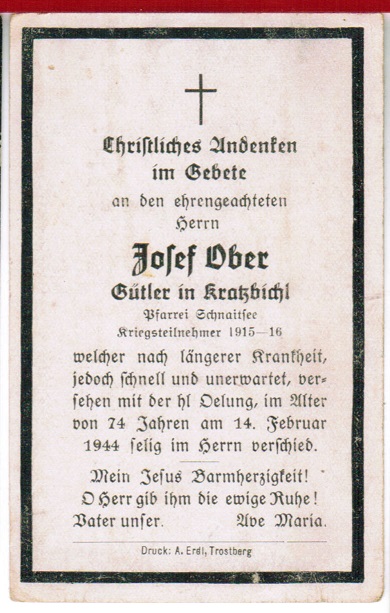 Christliches Andenken
im Gebete
an den ehrengeachteten
Herrn
Josef Ober
Gütler in Kratzbichl
Pfarrei Schnaitsee
Kriegsteilnehmer 1915–16
welcher nach längerer Krankheit,
jedoch schnell und unerwartet, ver-
sehen mit der hl Oelung, im Alter
von 74 Jahren am 14. Februar
1944 selig im Herrn verschied.
Mein Jesus Barmherzigkeit!
O Herr gib ihm die ewige Ruhe!
Vater unser. Ave Maria.
Druck: A. Erdl, Trostberg